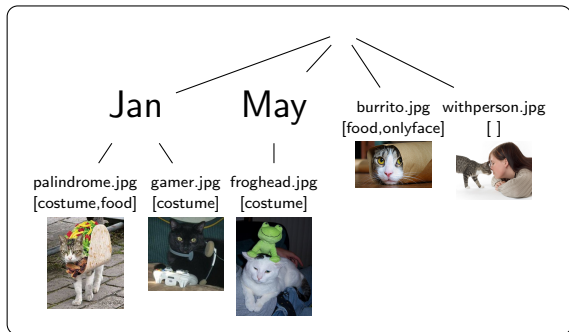 Jan
May
burrito.jpg
[food,onlyface]
withperson.jpg
[ ]
palindrome.jpg
[costume,food]
gamer.jpg
[costume]
froghead.jpg
[costume]